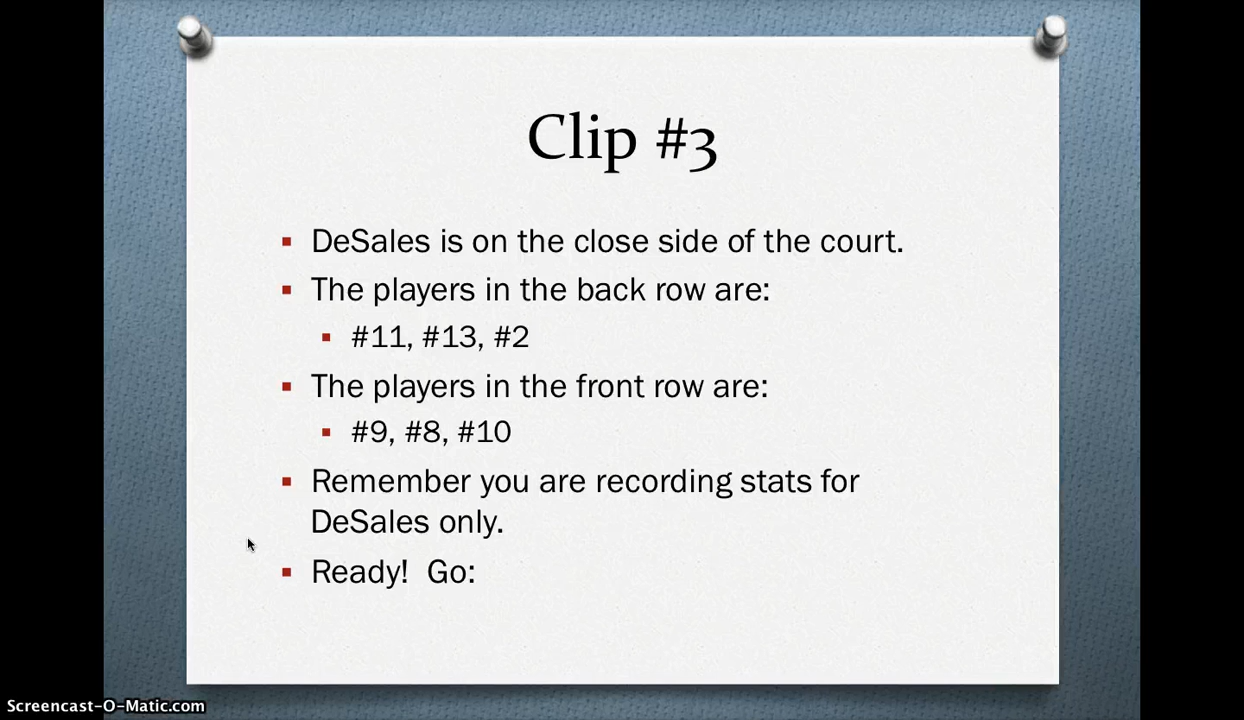 Clip #3
▪ DeSales is on the close side of the court.
▪ The players in the back row are:
▪ #11, #13, #2
▪ The players in the front row are:
▪ #9, #8, #10
▪ Remember you are recording stats for
DeSales only.
▪ Ready!  Go:
Screencast-O-Matic.com